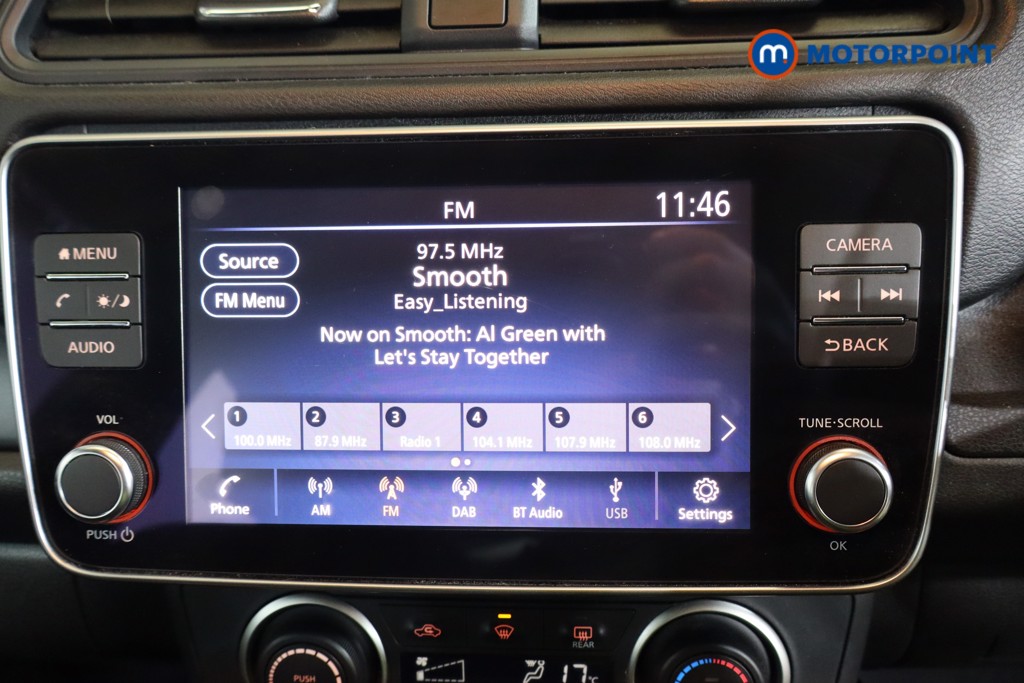 m
MOTORPOINT
FM
11:46
MENU
CAMERA
Source
97.5 MHz
Smooth
FM Menu
Easy_Listening
Now on Smooth: Al Green with
Let's Stay Together
AUDIO
BACK
1
2
3
4
5
6
100.0 MHz
87.9 MHz
Radio 1
104.1 MHz
107.9 MHz
108.0 MHz
VOL
TUNE·SCROLL
Phone
AM
FM
DAB
BT Audio
USB
Settings
PUSH
OK
REAR
PUSH
17°C